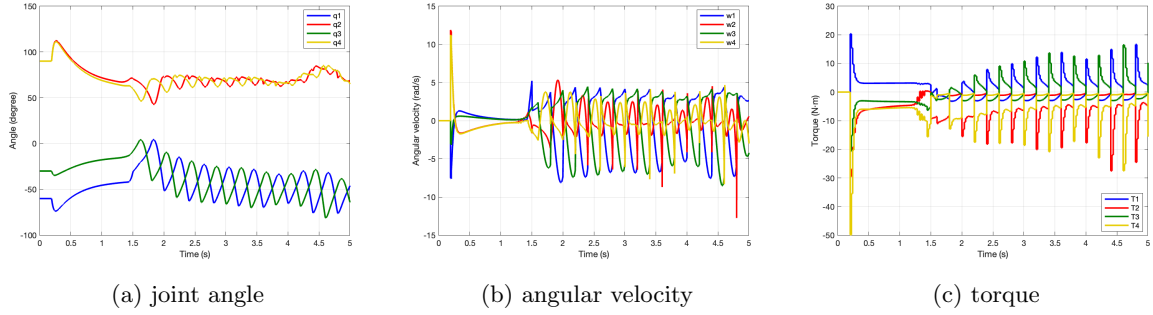 150
100
50
0
-50
-100
Angle (degree)
0 0.5 1 1.5 2 2.5 3 3.5 4 4.5 5
Time (s)
q1
q2
q3
q4
(a) joint angle
15
10
5
0
-5
-10
-15
Angular velocity (rad/s)
0 0.5 1 1.5 2 2.5 3 3.5 4 4.5 5
Time (s)
w1
w2
w3
w4
(b) angular velocity
30
20
10
0
-10
-20
-30
-40
-50
Torque (N·m)
0 0.5 1 1.5 2 2.5 3 3.5 4 4.5 5
Time (s)
T1
T2
T3
T4
(c) torque